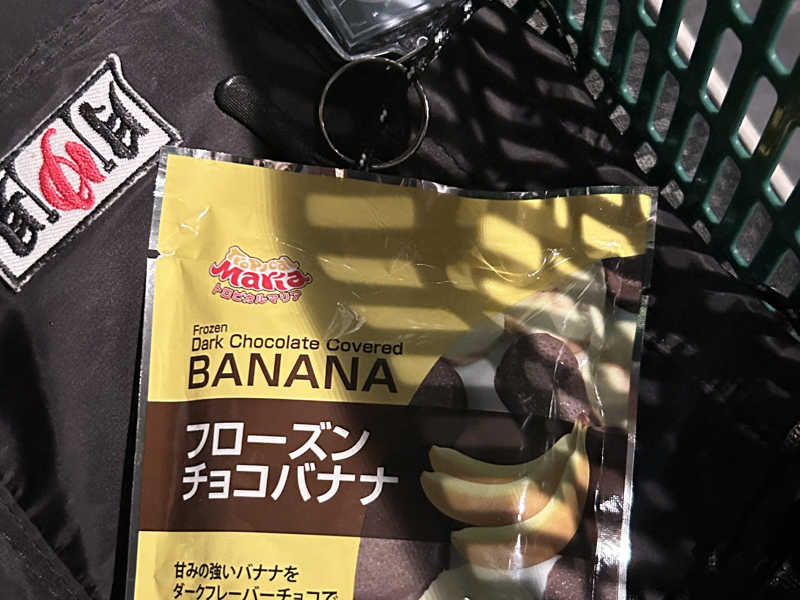 TROPICAL
Maria
トロピカルマリア
Frozen
Dark Chocolate Covered
BANANA
フローズン
チョコバナナ
甘みの強いバナナを
ダークフレーバーチョコで